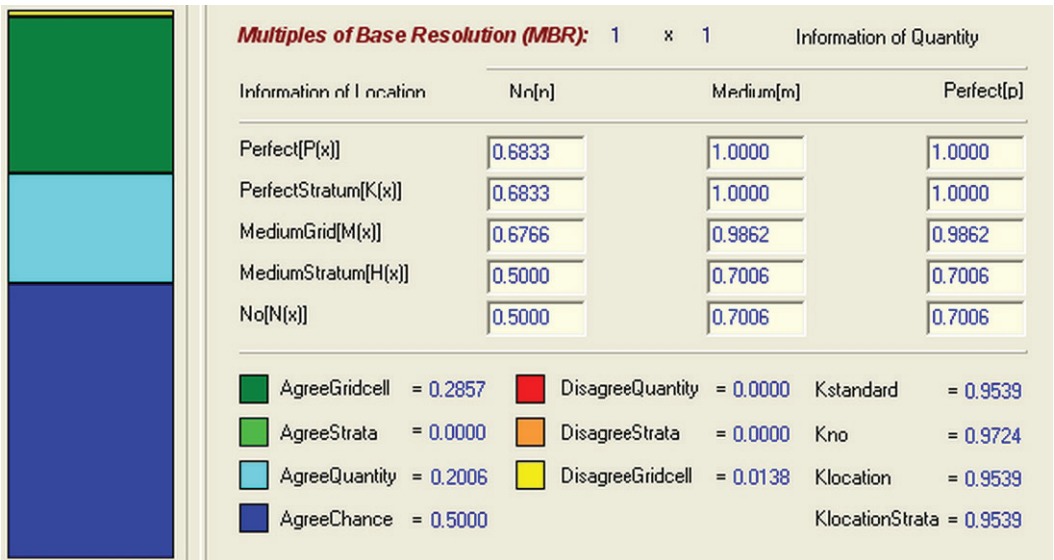 Multiples of Base Resolution (MBR): 1 x 1 Information of Quantity
Information of Location No[n] Medium[m] Perfect[p]
Perfect[P(x)] 0.6833 1.0000 1.0000
PerfectStratum[K(x)] 0.6833 1.0000 1.0000
MediumGrid[M(x)] 0.6766 0.9862 0.9862
MediumStratum[H(x)] 0.5000 0.7006 0.7006
No[N(x)] 0.5000 0.7006 0.7006
AgreeGridcell = 0.2857 DisagreeQuantity = 0.0000 Kstandard = 0.9539
AgreeStrata = 0.0000 DisagreeStrata = 0.0000 Kno = 0.9724
AgreeQuantity = 0.2006 DisagreeGridcell = 0.0138 Klocation = 0.9539
AgreeChance = 0.5000 KlocationStrata = 0.9539